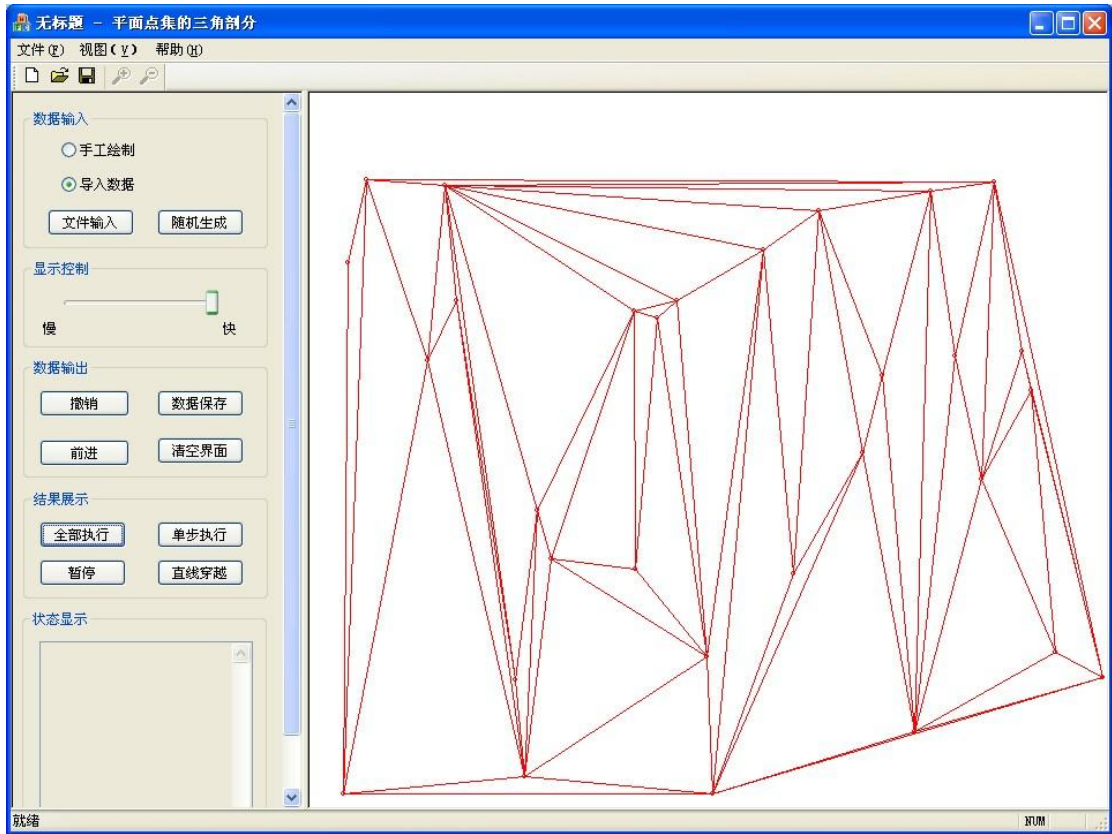 无标题 - 平面点集的三角剖分
文件(F) 视图(V) 帮助(H)
数据输入
手工绘制
导入数据
文件输入 随机生成
显示控制
慢 快
数据输出
撤销 数据保存
前进 清空界面
结果展示
全部执行 单步执行
暂停 直线穿越
状态显示
就绪 NUM